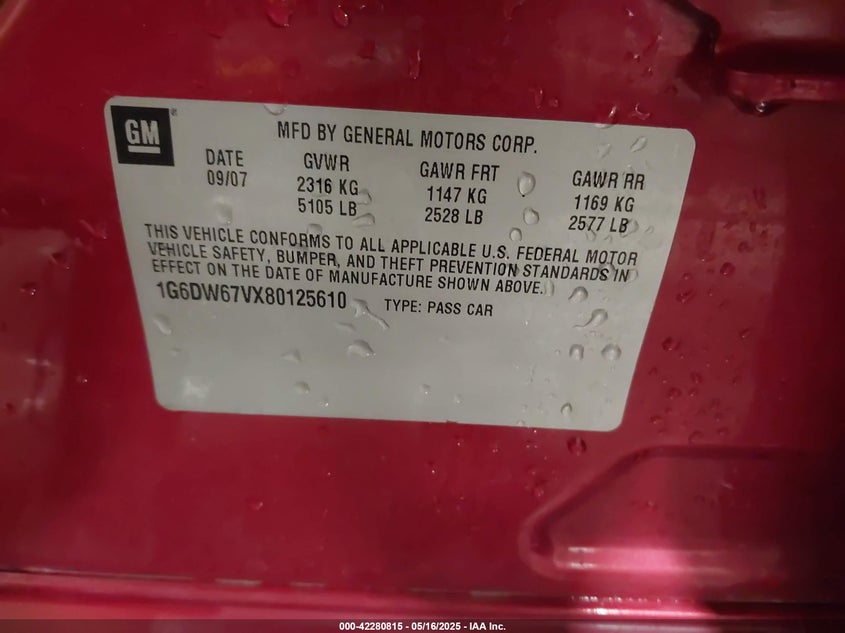 GM
MFD BY GENERAL MOTORS CORP.
DATE GVWR GAWR FRT GAWR RR
09/07 2316 KG 1147 KG 1169 KG
5105 LB 2528 LB 2577 LB
THIS VEHICLE CONFORMS TO ALL APPLICABLE U.S. FEDERAL MOTOR
VEHICLE SAFETY, BUMPER, AND THEFT PREVENTION STANDARDS IN
EFFECT ON THE DATE OF MANUFACTURE SHOWN ABOVE.
1G6DW67VX80125610 TYPE: PASS CAR
000-42280815 - 05/16/2025 - IAA Inc.